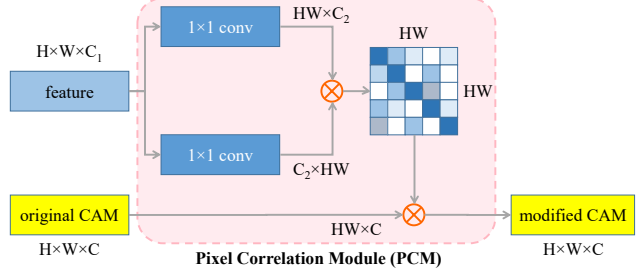 H×W×C₁
feature
1×1 conv
HW×C₂
1×1 conv
C₂×HW
HW
HW
original CAM
H×W×C
HW×C
modified CAM
H×W×C
Pixel Correlation Module (PCM)